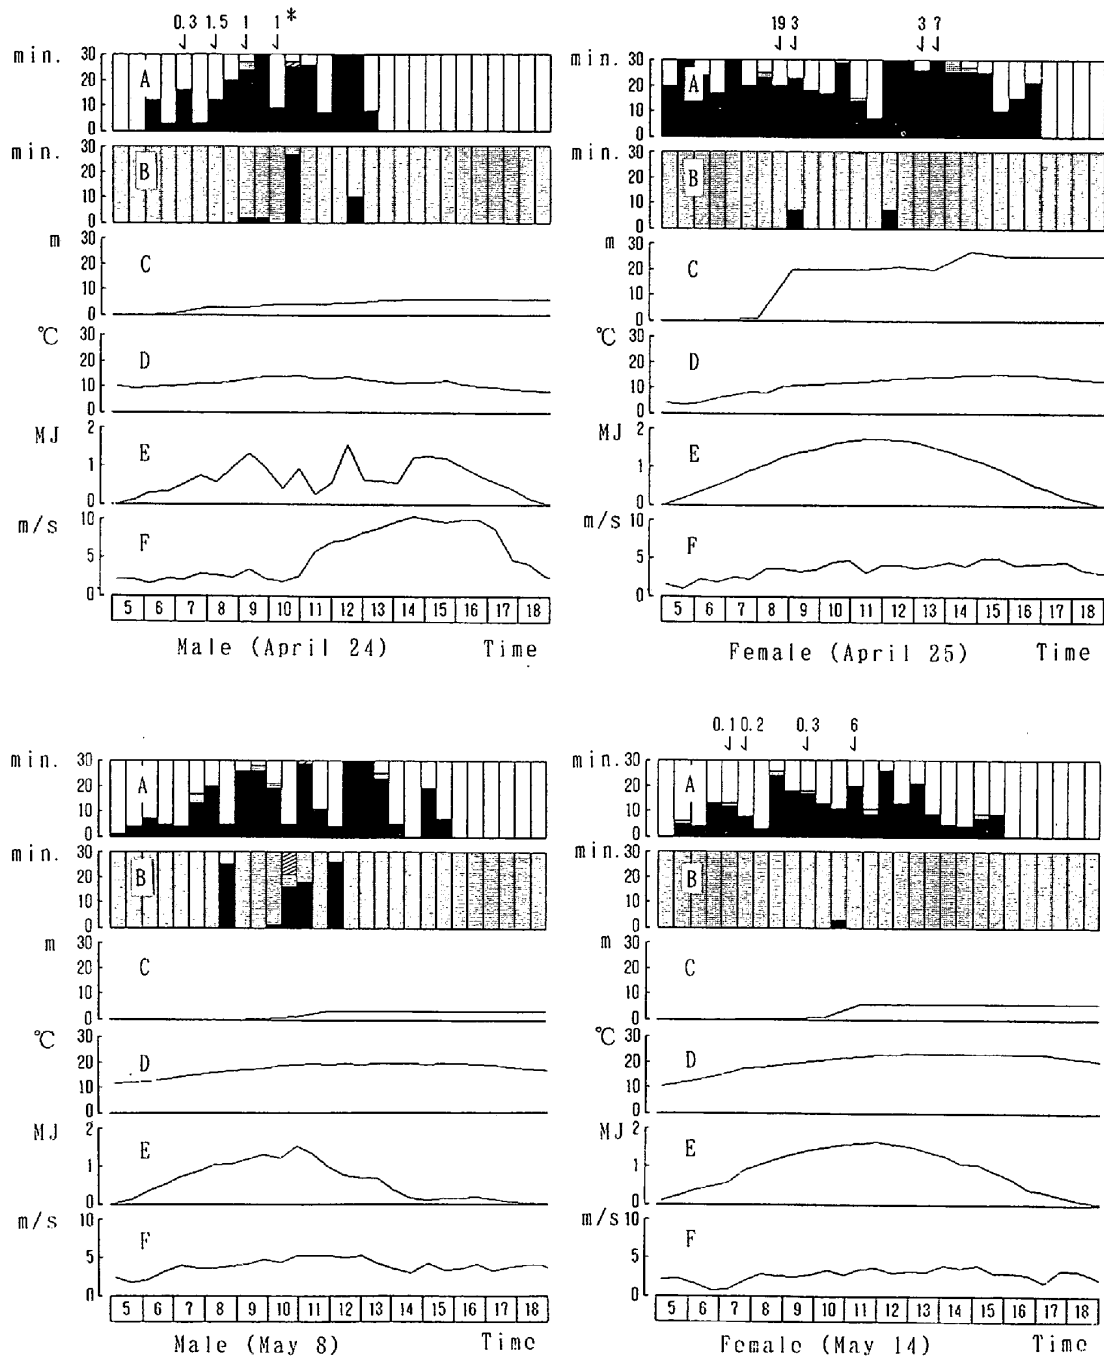 0.3 1.5 1 1*
min. 30 20 10 0 A
min. 30 20 10 0 B
m 30 20 10 0 C
℃ 30 20 10 0 D
MJ 2 1 0 E
m/s 10 5 0 F
5 6 7 8 9 10 11 12 13 14 15 16 17 18
Male (April 24) Time
19 3 3 7
min. 30 20 10 0 A
min. 30 20 10 0 B
m 30 20 10 0 C
℃ 30 20 10 0 D
MJ 2 1 0 E
m/s 10 5 0 F
5 6 7 8 9 10 11 12 13 14 15 16 17 18
Female (April 25) Time
min. 30 20 10 0 A
min. 30 20 10 0 B
m 30 20 10 0 C
℃ 30 20 10 0 D
MJ 2 1 0 E
m/s 10 5 0 F
5 6 7 8 9 10 11 12 13 14 15 16 17 18
Male (May 8) Time
0.1 0.2 0.3 6
min. 30 20 10 0 A
min. 30 20 10 0 B
m 30 20 10 0 C
℃ 30 20 10 0 D
MJ 2 1 0 E
m/s 10 5 0 F
5 6 7 8 9 10 11 12 13 14 15 16 17 18
Female (May 14) Time